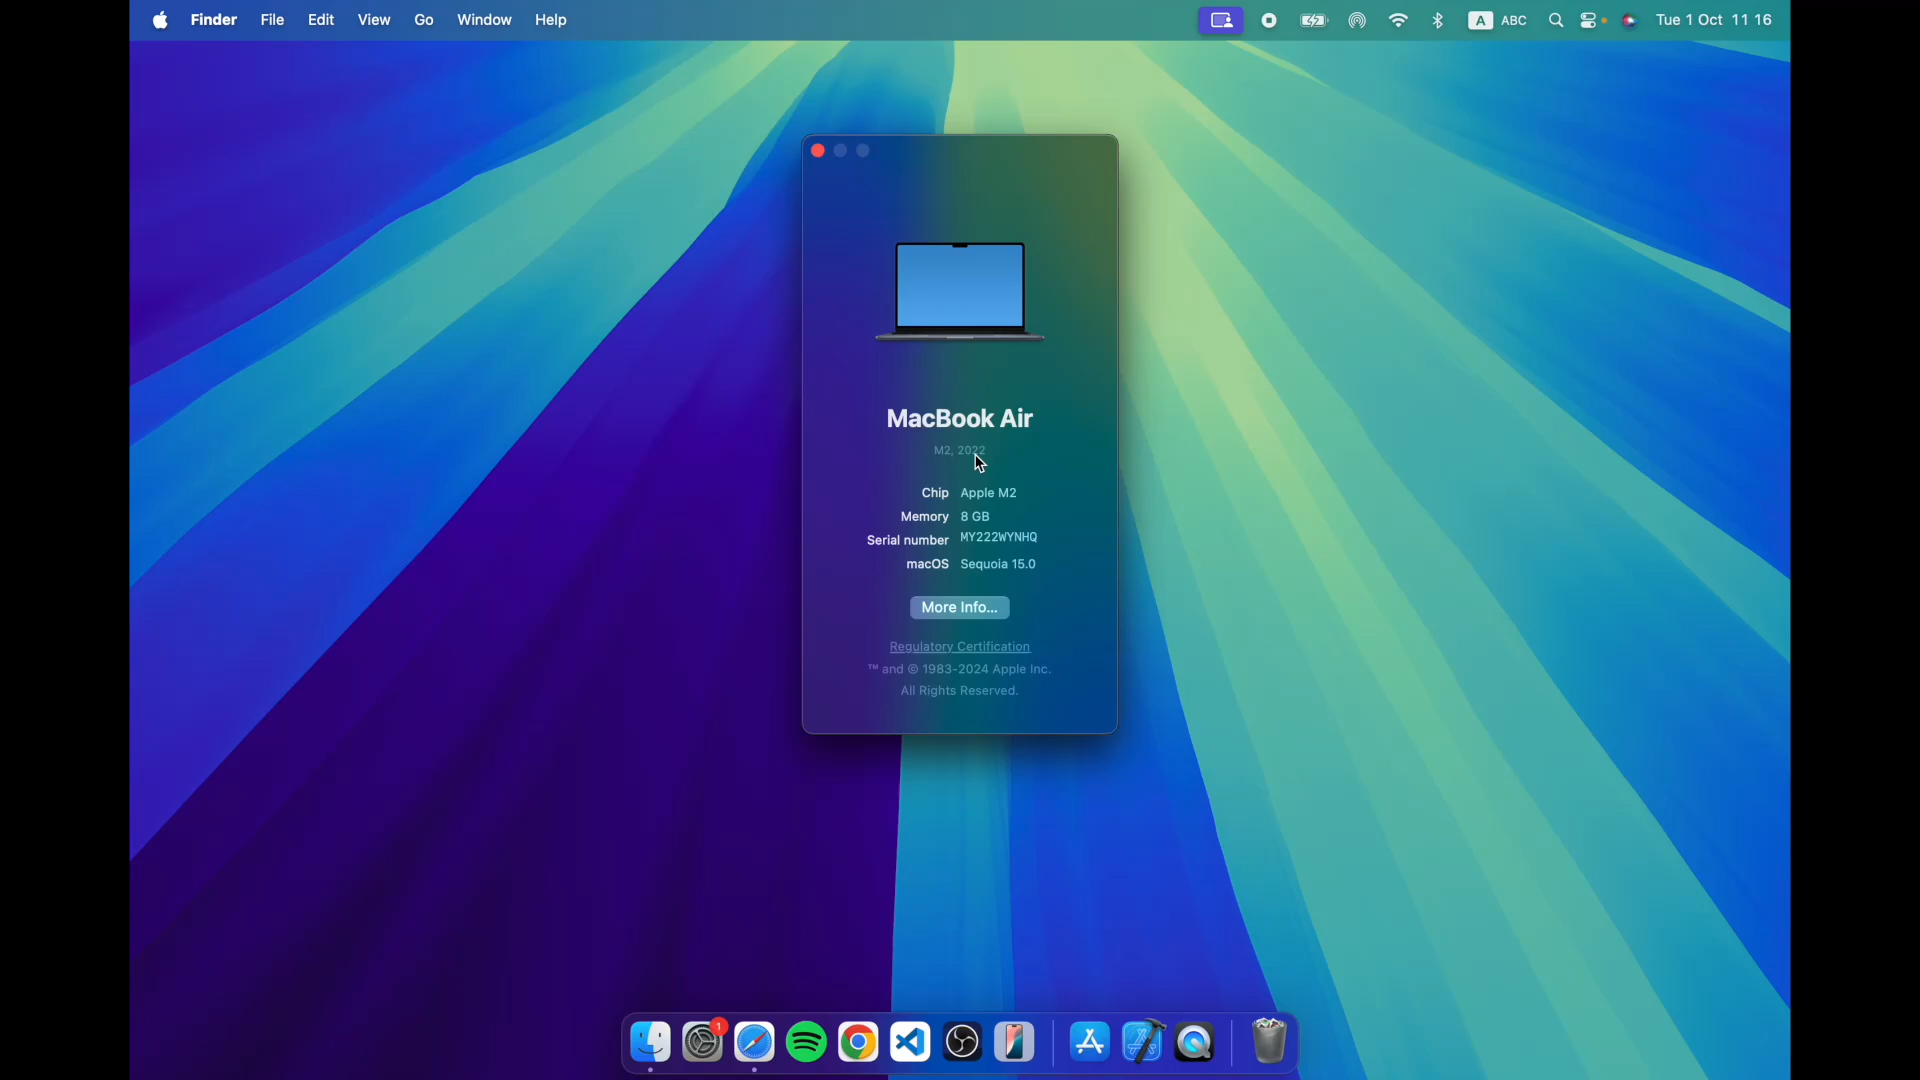 Finder File Edit View Go Window Help A ABC Tue 1 Oct 11 16
MacBook Air
M2, 2022
Chip Apple M2
Memory 8 GB
Serial number MY222WYNHQ
macOS Sequoia 15.0
More Info...
Regulatory Certification
™ and © 1983-2024 Apple Inc.
All Rights Reserved.
1